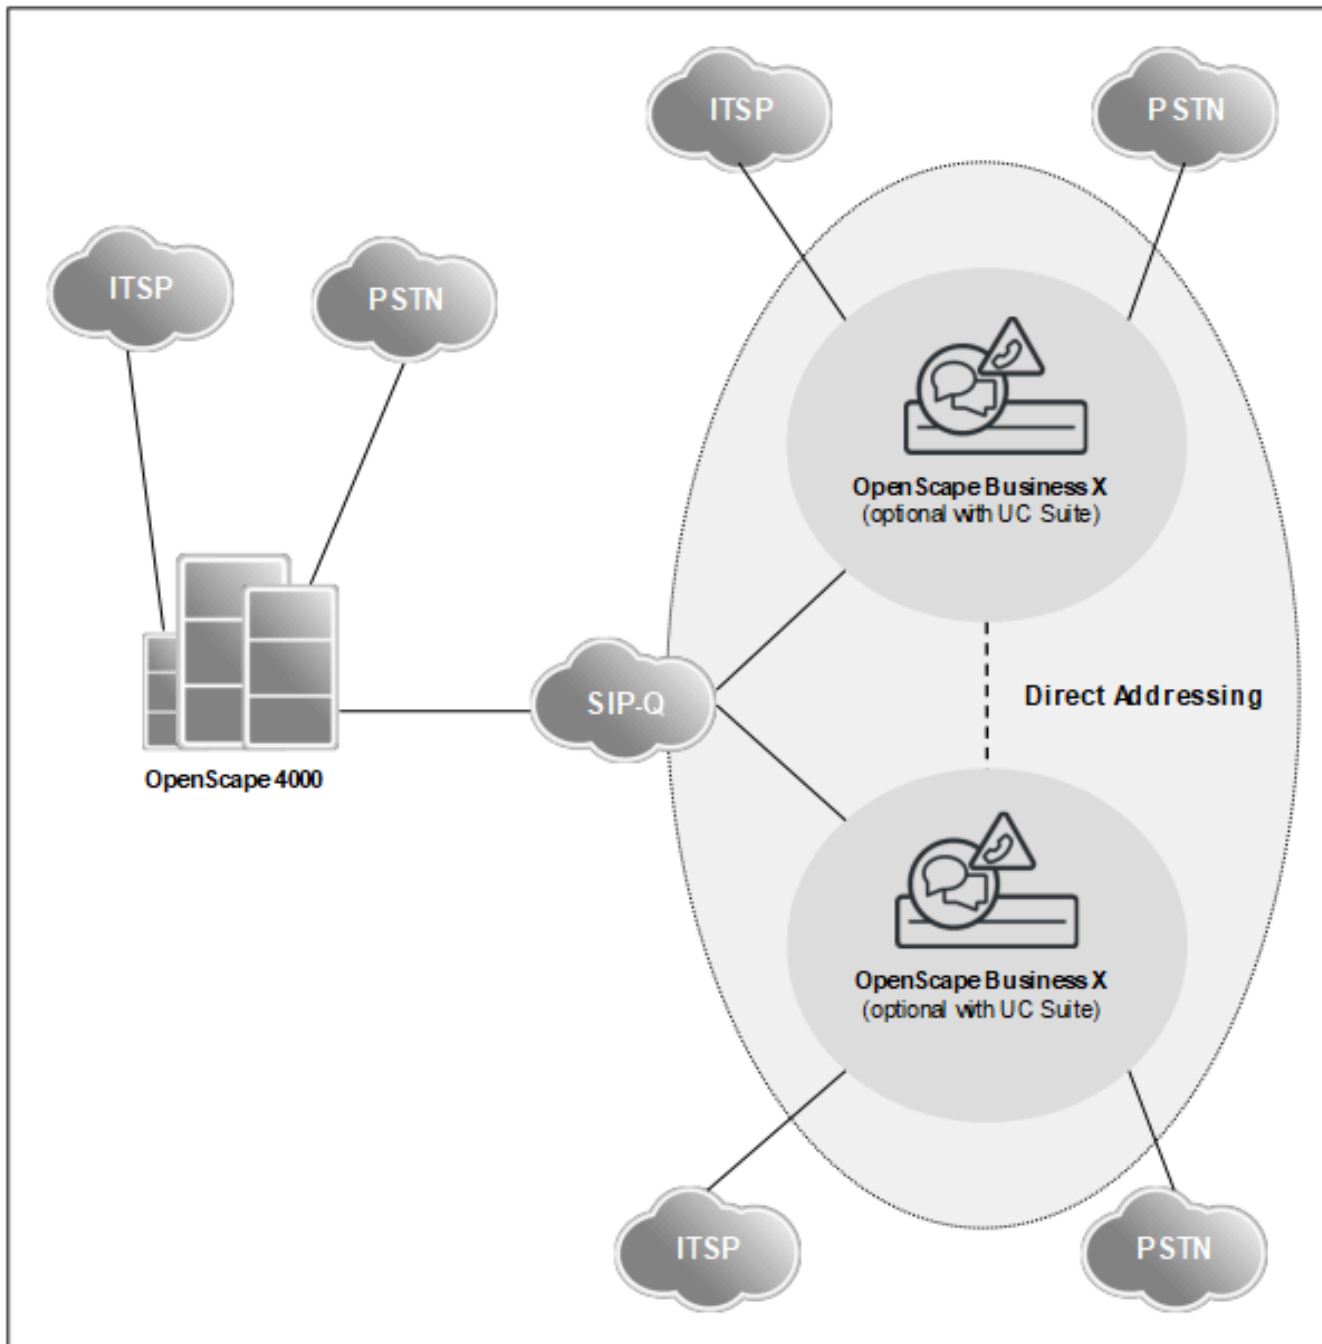 ITSP
PSTN
ITSP
PSTN
OpenScape Business X
(optional with UC Suite)
SIP-Q
Direct Addressing
OpenScape 4000
OpenScape Business X
(optional with UC Suite)
ITSP
PSTN